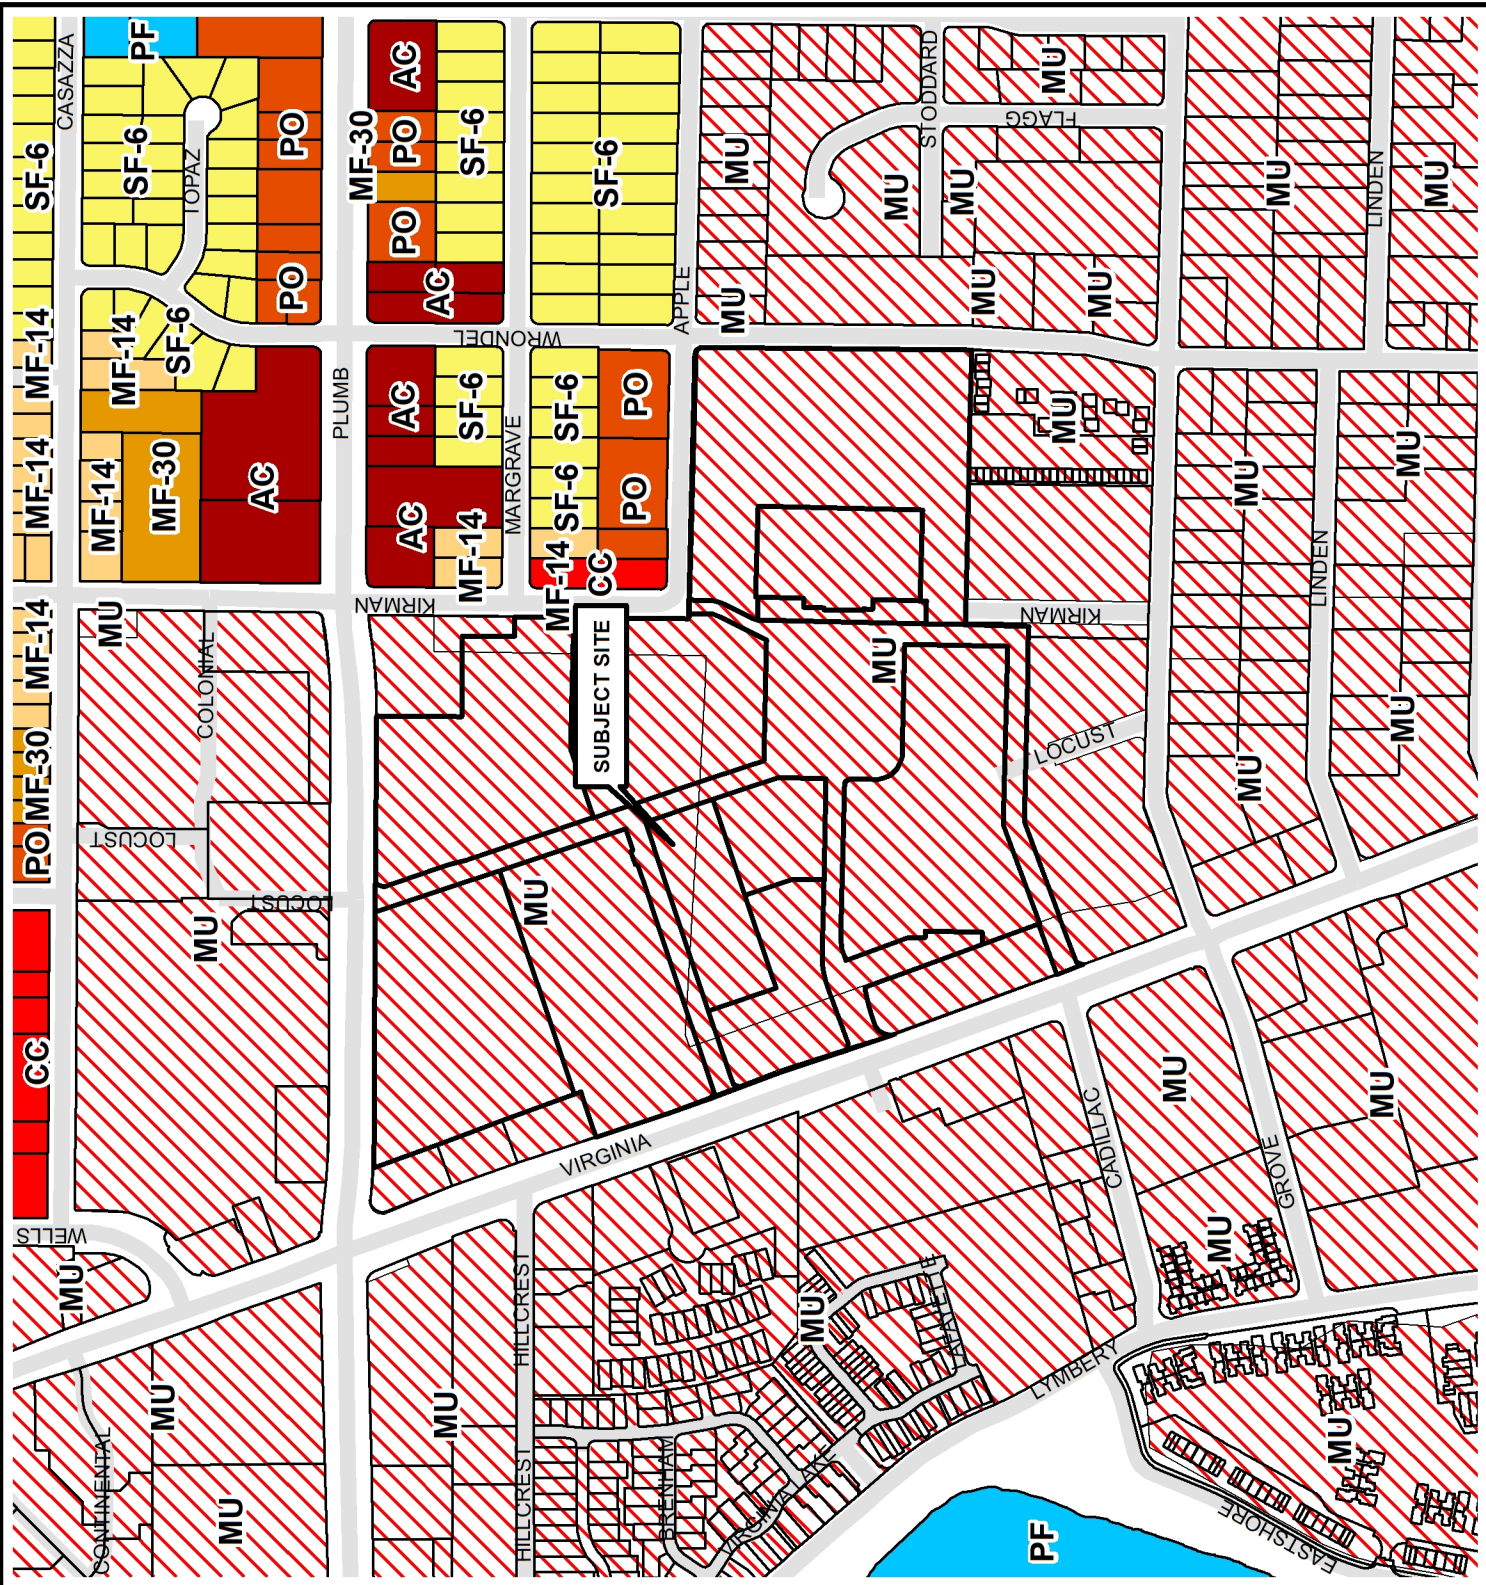 SF-6
CASAZZA
PF
SF-6
TOPAZ
PO
PO
MF-30
AC
PO
PO
AC
SF-6
SF-6
APPLE
MU
MU
STODDARD
FLAGG
MU
MU
MU
MU
MU
MU
LINDEN
MU
MF-14
MF-14
SF-6
PLUMB
WRONDEL
AC
SF-6
SF-6
PO
MARGRAVE
MF-14
MF-14
MF-30
AC
AC
MF-14
SF-6
PO
MF-14
CC
KIRMAN
MU
KIRMAN
MU
MU
LINDEN
MF-14
MU
COLONIAL
SUBJECT SITE
MU
LOCUST
MU
MU
MF-30
PO
LOCUST
LOCUST
MU
MU
CC
WELLS
MU
VIRGINIA
CADILLAC
MU
GROVE
MU
MU
CONTINENTAL
MU
MU
MU
HILLCREST
HILLCREST
BRENHAM
VIRGINIA LAKE
MU
LAFAYETTE
LYMBERY
MU
EASTSHORE
PF